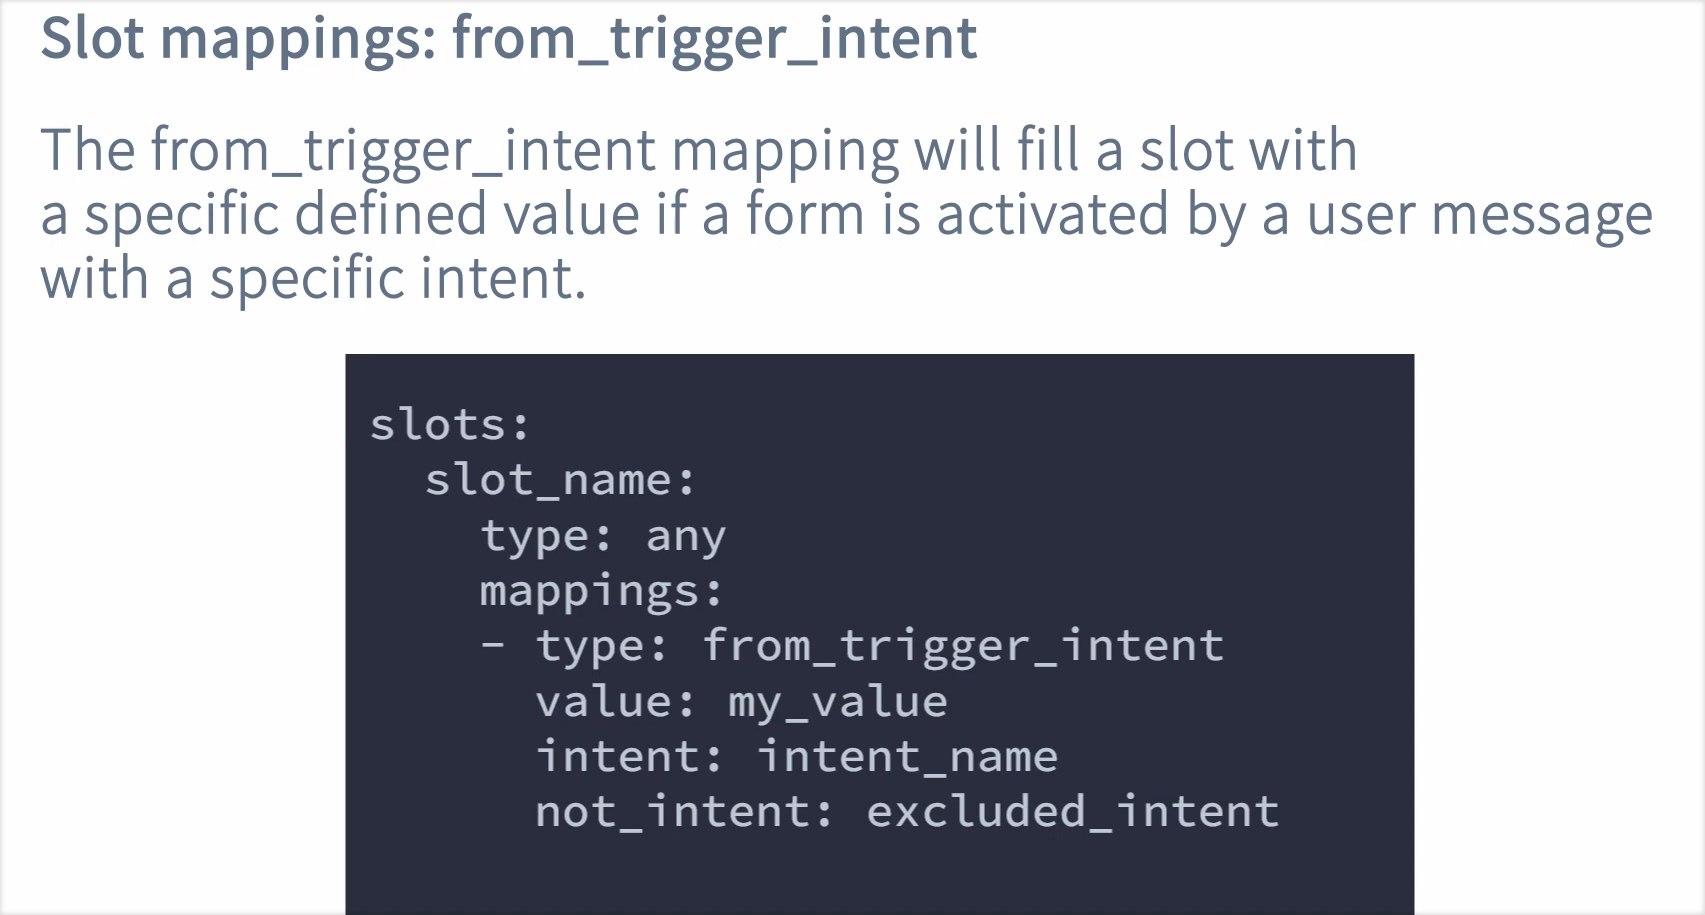 Slot mappings: from_trigger_intent
The from_trigger_intent mapping will fill a slot with
a specific defined value if a form is activated by a user message
with a specific intent.
slots:
  slot_name:
    type: any
    mappings:
    - type: from_trigger_intent
      value: my_value
      intent: intent_name
      not_intent: excluded_intent